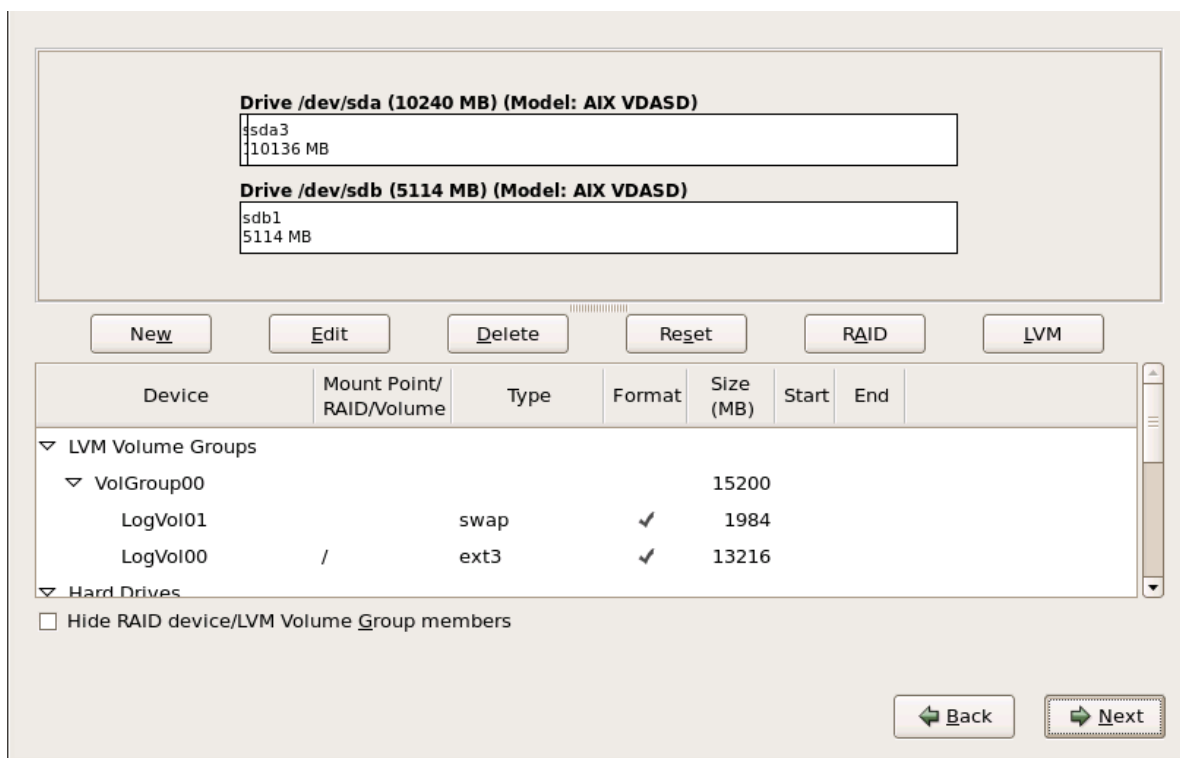 Drive /dev/sda (10240 MB) (Model: AIX VDASD)
sda3
10136 MB
Drive /dev/sdb (5114 MB) (Model: AIX VDASD)
sdb1
5114 MB
New Edit Delete Reset RAID LVM
Device Mount Point/ RAID/Volume Type Format Size (MB) Start End
LVM Volume Groups
VolGroup00 15200
LogVol01 swap 1984
LogVol00 / ext3 13216
Hard Drives
Hide RAID device/LVM Volume Group members
Back Next